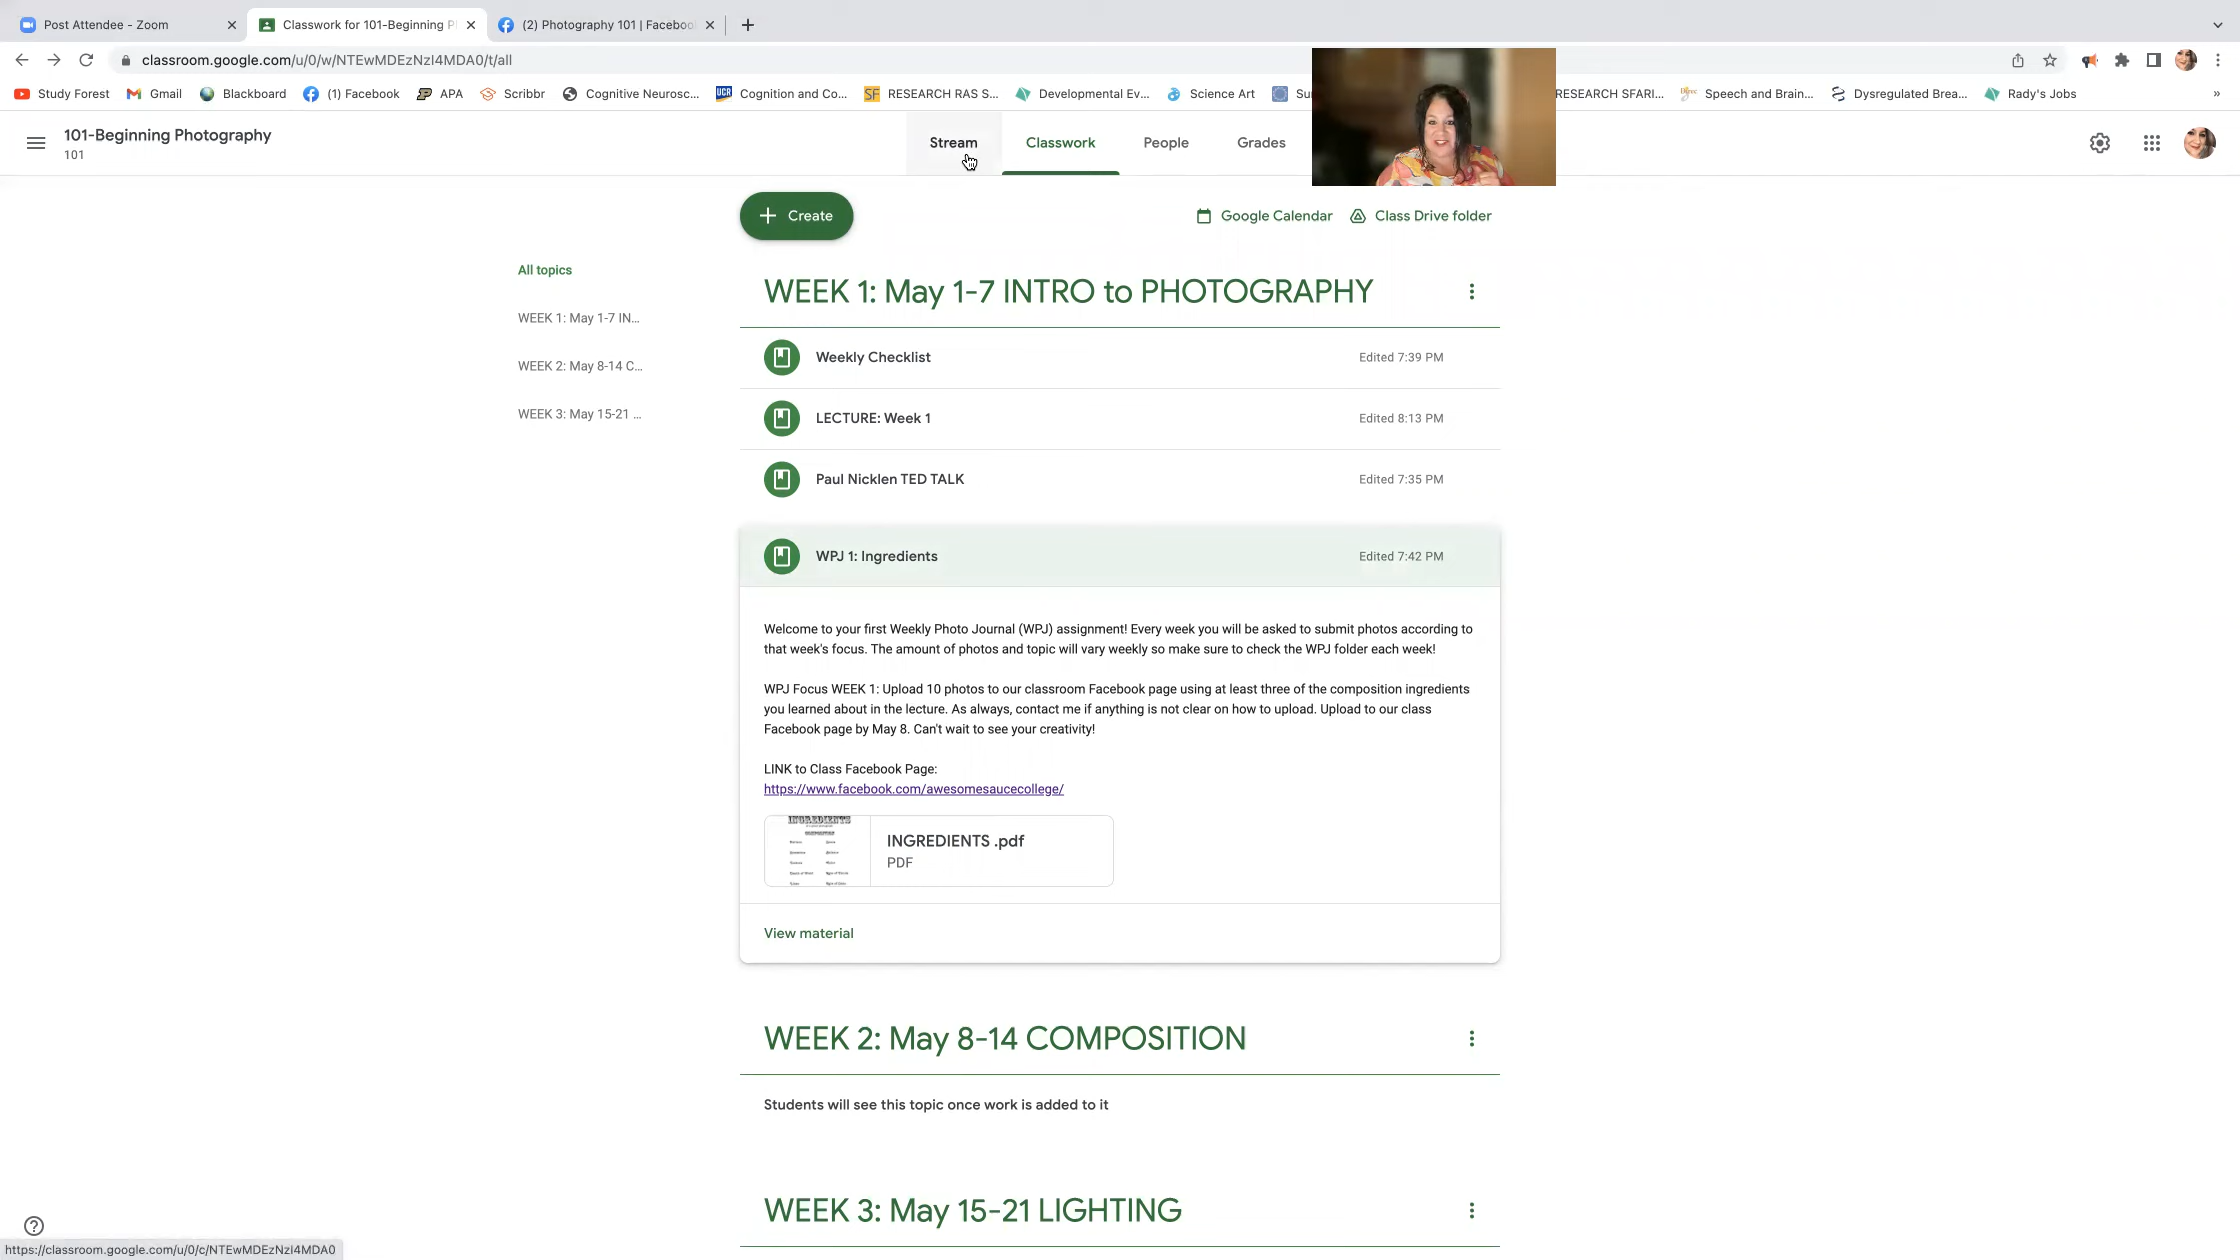 Post Attendee - Zoom
Classwork for 101-Beginning P
(2) Photography 101 | Faceboo
classroom.google.com/u/0/w/NTEwMDEzNzI4MDA0/t/all
Study Forest
Gmail
Blackboard
(1) Facebook
APA
Scribbr
Cognitive Neurosc...
UCR
Cognition and Co...
SF
RESEARCH RAS S...
Developmental Ev...
Science Art
Su
RESEARCH SFARI...
Speech and Brain...
Dysregulated Brea...
Rady's Jobs
»
101-Beginning Photography
101
Stream
Classwork
People
Grades
Create
Google Calendar
Class Drive folder
All topics
WEEK 1: May 1-7 IN...
WEEK 2: May 8-14 C...
WEEK 3: May 15-21 ...
WEEK 1: May 1-7 INTRO to PHOTOGRAPHY
Weekly Checklist
Edited 7:39 PM
LECTURE: Week 1
Edited 8:13 PM
Paul Nicklen TED TALK
Edited 7:35 PM
WPJ 1: Ingredients
Edited 7:42 PM
Welcome to your first Weekly Photo Journal (WPJ) assignment! Every week you will be asked to submit photos according to
that week's focus. The amount of photos and topic will vary weekly so make sure to check the WPJ folder each week!
WPJ Focus WEEK 1: Upload 10 photos to our classroom Facebook page using at least three of the composition ingredients
you learned about in the lecture. As always, contact me if anything is not clear on how to upload. Upload to our class
Facebook page by May 8. Can't wait to see your creativity!
LINK to Class Facebook Page:
https://www.facebook.com/awesomesaucecollege/
INGREDIENTS
INGREDIENTS .pdf
PDF
View material
WEEK 2: May 8-14 COMPOSITION
Students will see this topic once work is added to it
WEEK 3: May 15-21 LIGHTING
https://classroom.google.com/u/0/c/NTEwMDEzNzI4MDA0